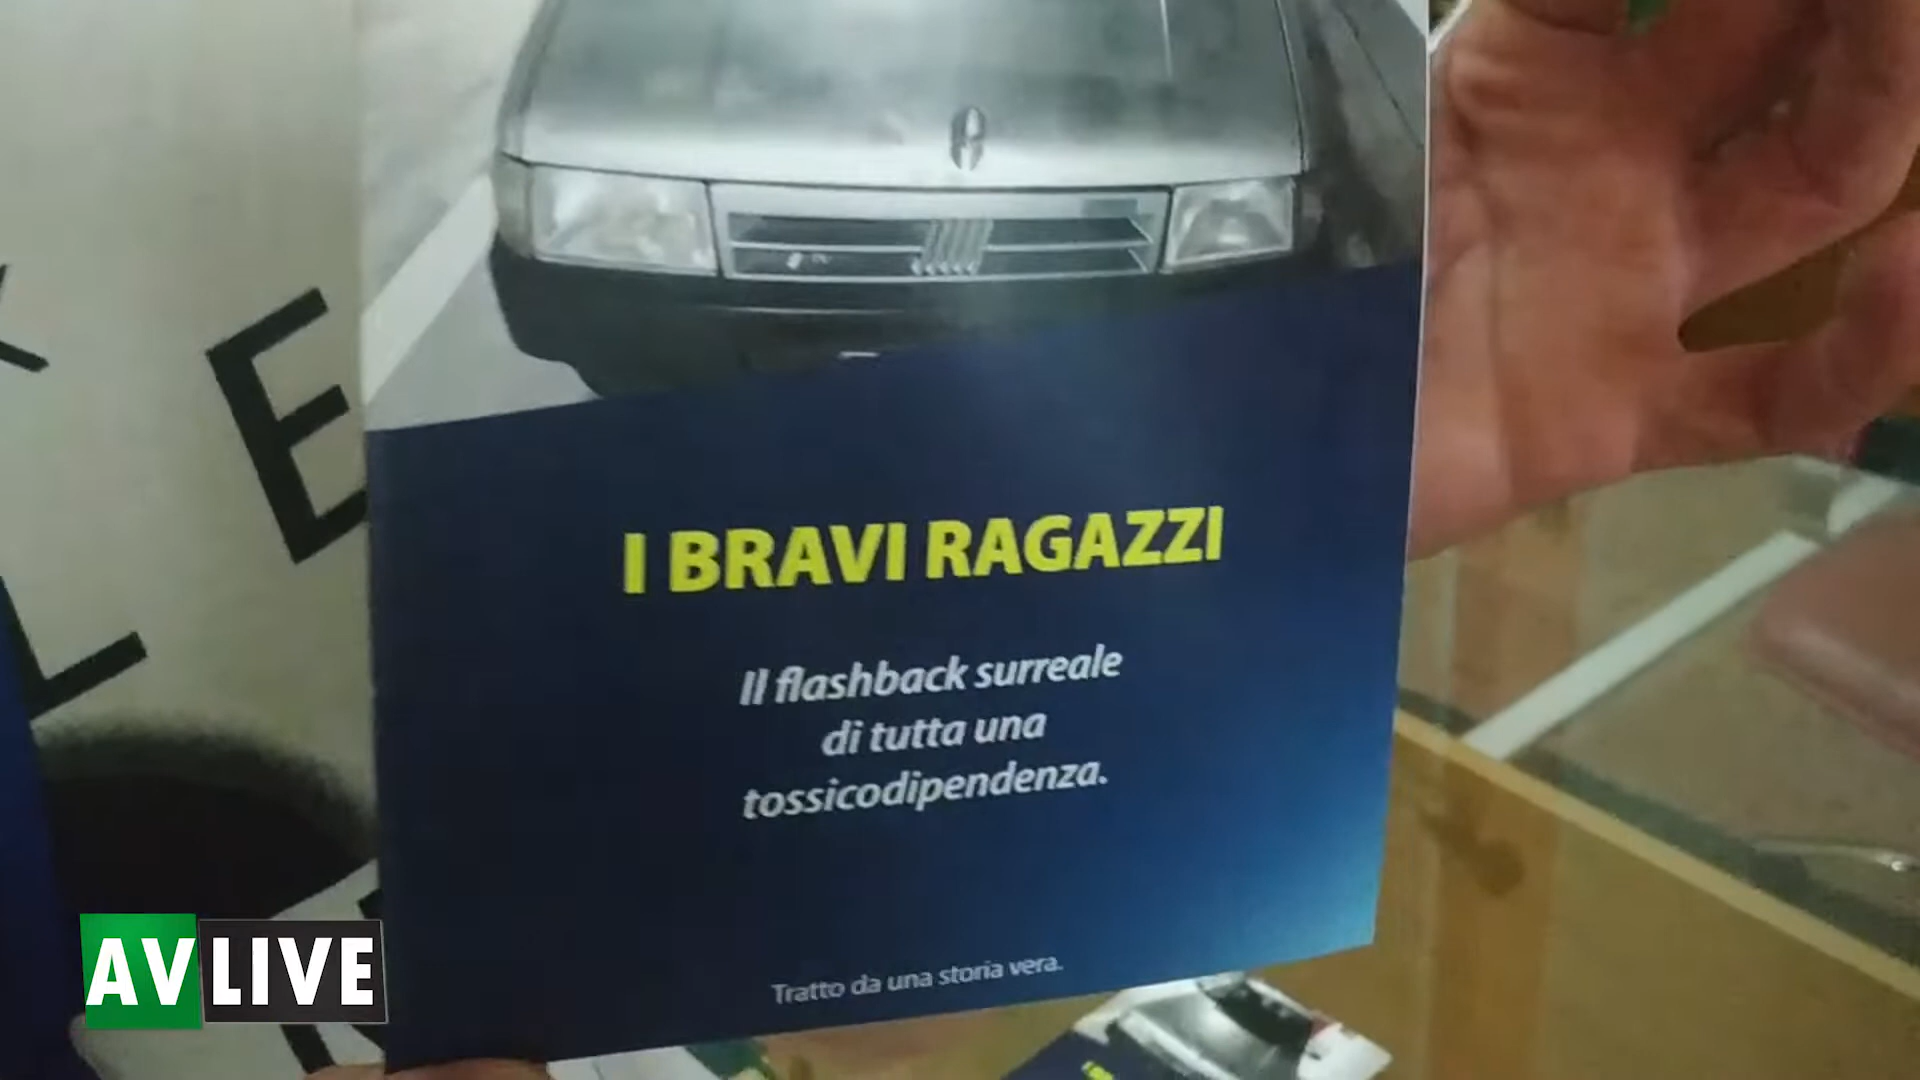 E
L
I BRAVI RAGAZZI
Il flashback surreale
di tutta una
tossicodipendenza.
Tratto da una storia vera.
AVLIVE